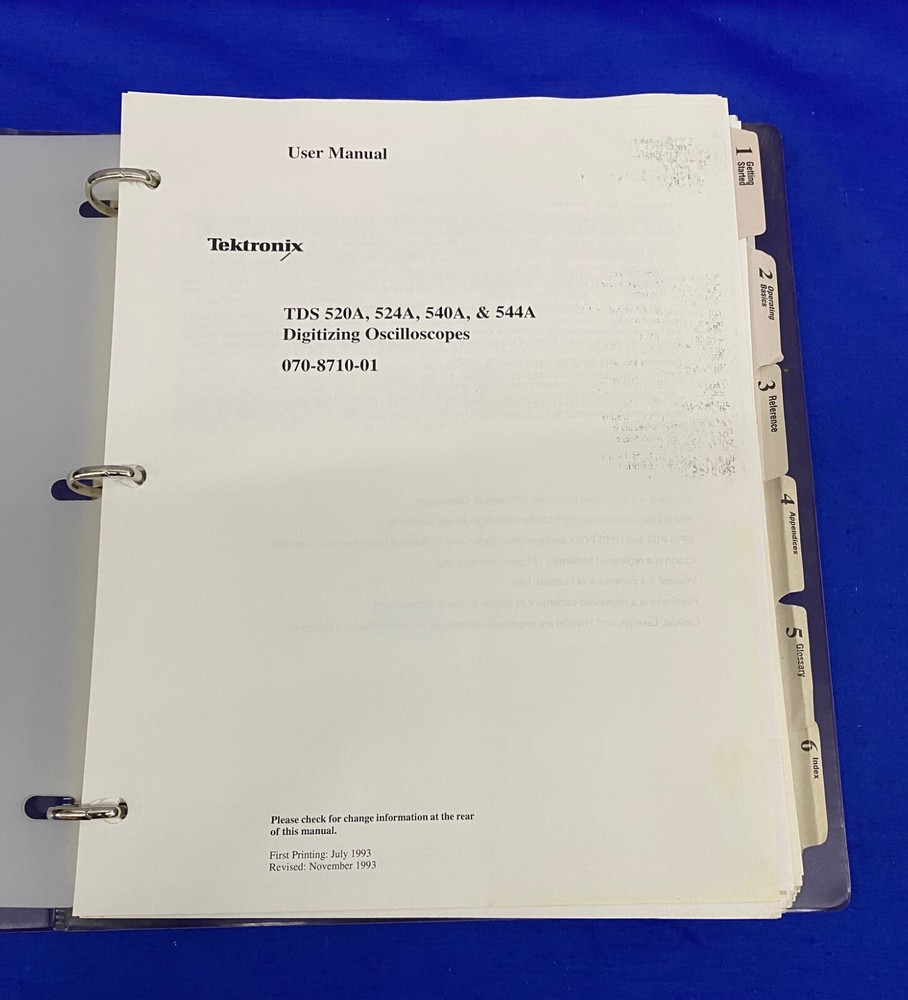 User Manual
Tektronix
TDS 520A, 524A, 540A, & 544A
Digitizing Oscilloscopes
070-8710-01
Please check for change information at the rear
of this manual.
First Printing: July 1993
Revised: November 1993
1
Getting
Started
2
Operating
Basics
3
Reference
4
Appendices
5
Glossary
6
Index